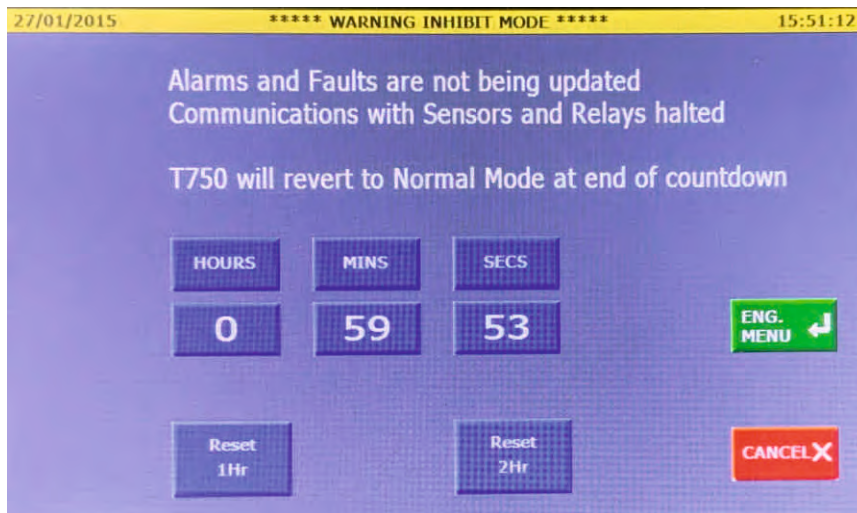 27/01/2015 ***** WARNING INHIBIT MODE ***** 15:51:12
Alarms and Faults are not being updated
Communications with Sensors and Relays halted
T750 will revert to Normal Mode at end of countdown
HOURS MINS SECS
0 59 53
ENG.
MENU
Reset
1Hr
Reset
2Hr
CANCEL X